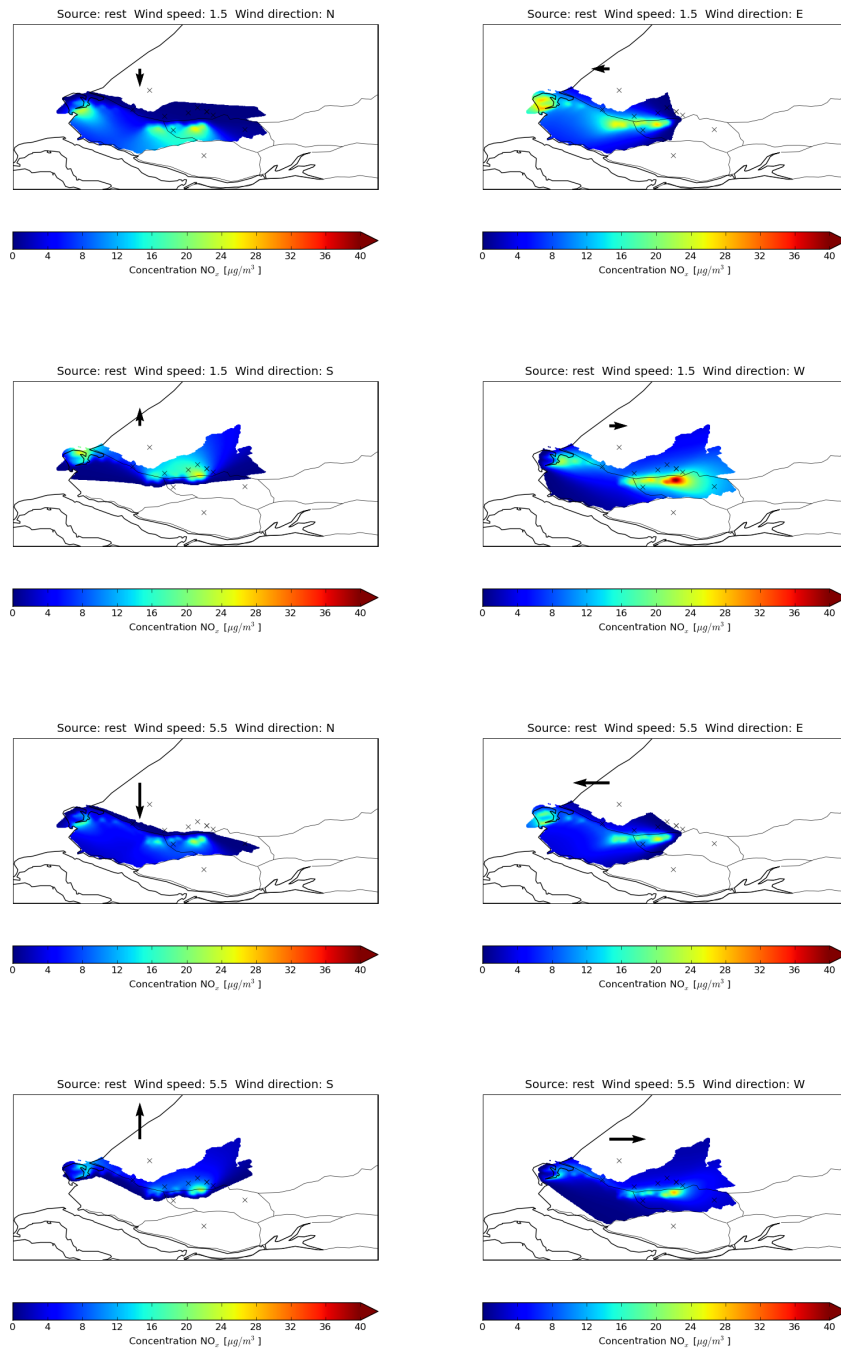 Source: rest Wind speed: 1.5 Wind direction: N
Source: rest Wind speed: 1.5 Wind direction: E
0 4 8 12 16 20 24 28 32 36 40
Concentration NOₓ [μg/m³]
0 4 8 12 16 20 24 28 32 36 40
Concentration NOₓ [μg/m³]
Source: rest Wind speed: 1.5 Wind direction: S
Source: rest Wind speed: 1.5 Wind direction: W
0 4 8 12 16 20 24 28 32 36 40
Concentration NOₓ [μg/m³]
0 4 8 12 16 20 24 28 32 36 40
Concentration NOₓ [μg/m³]
Source: rest Wind speed: 5.5 Wind direction: N
Source: rest Wind speed: 5.5 Wind direction: E
0 4 8 12 16 20 24 28 32 36 40
Concentration NOₓ [μg/m³]
0 4 8 12 16 20 24 28 32 36 40
Concentration NOₓ [μg/m³]
Source: rest Wind speed: 5.5 Wind direction: S
Source: rest Wind speed: 5.5 Wind direction: W
0 4 8 12 16 20 24 28 32 36 40
Concentration NOₓ [μg/m³]
0 4 8 12 16 20 24 28 32 36 40
Concentration NOₓ [μg/m³]